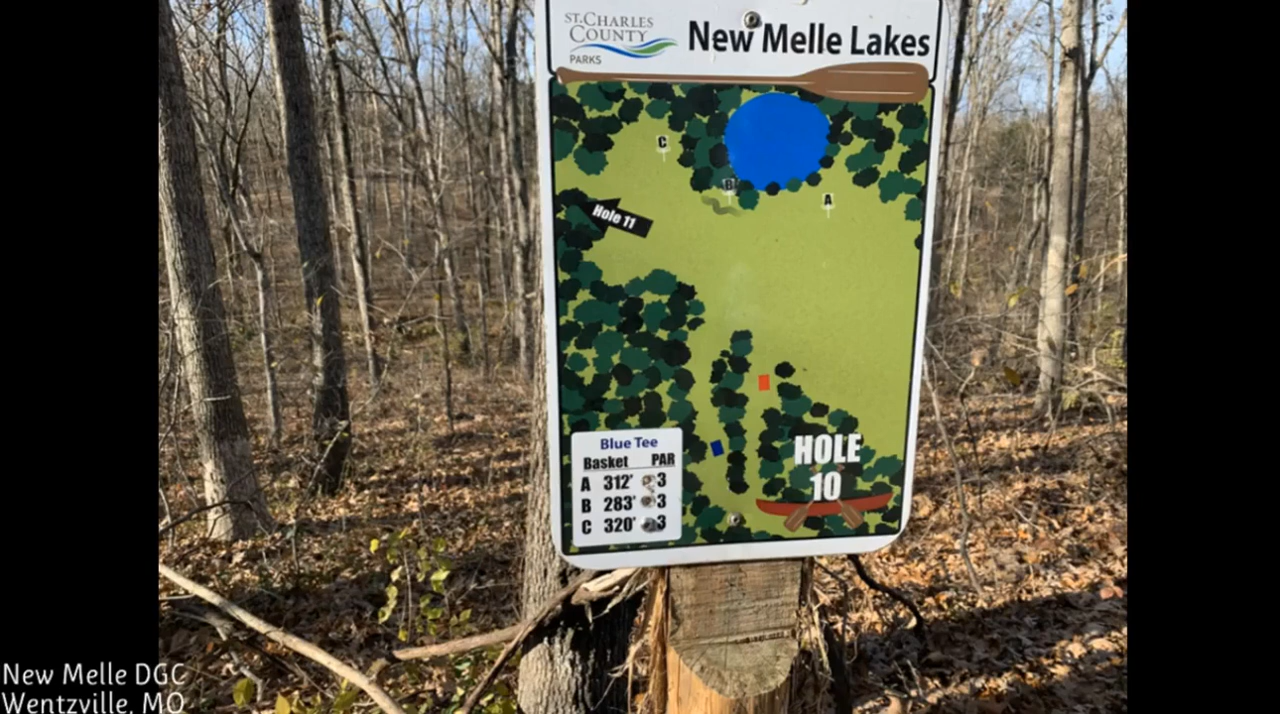 ST. CHARLES
COUNTY
PARKS
New Melle Lakes
C
B
A
Hole 11
Blue Tee
Basket PAR
A 312' 3
B 283' 3
C 320' 3
HOLE
10
New Melle DGC
Wentzville, MO